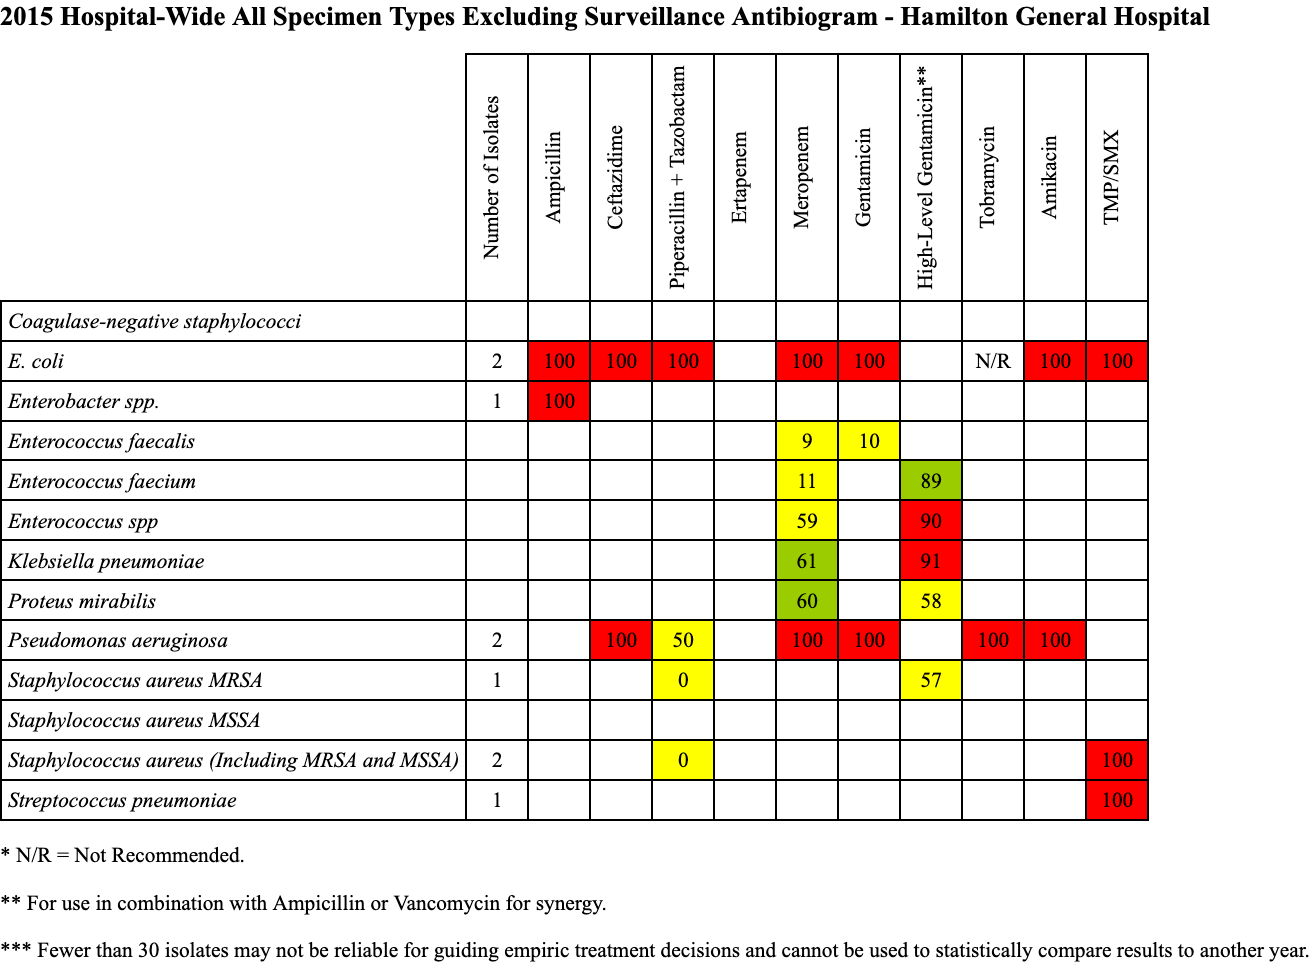 2015 Hospital-Wide All Specimen Types Excluding Surveillance Antibiogram - Hamilton General Hospital
Number of Isolates Ampicillin Ceftazidime Piperacillin + Tazobactam Ertapenem Meropenem Gentamicin High-Level Gentamicin** Tobramycin Amikacin TMP/SMX
Coagulase-negative staphylococci
E. coli 2 100 100 100 100 100 N/R 100 100
Enterobacter spp. 1 100
Enterococcus faecalis 9 10
Enterococcus faecium 11 89
Enterococcus spp 59 90
Klebsiella pneumoniae 61 91
Proteus mirabilis 60 58
Pseudomonas aeruginosa 2 100 50 100 100 100 100
Staphylococcus aureus MRSA 1 0 57
Staphylococcus aureus MSSA
Staphylococcus aureus (Including MRSA and MSSA) 2 0 100
Streptococcus pneumoniae 1 100
* N/R = Not Recommended.
** For use in combination with Ampicillin or Vancomycin for synergy.
*** Fewer than 30 isolates may not be reliable for guiding empiric treatment decisions and cannot be used to statistically compare results to another year.